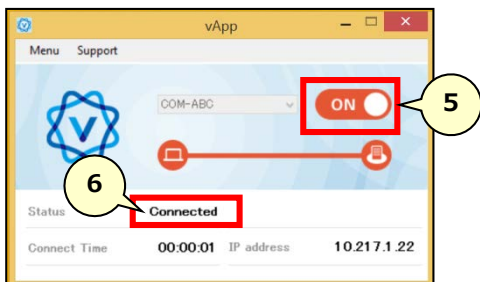 vApp
Menu Support
COM-ABC
ON
5
V
6
Status Connected
Connect Time 00:00:01 IP address 10.217.1.22